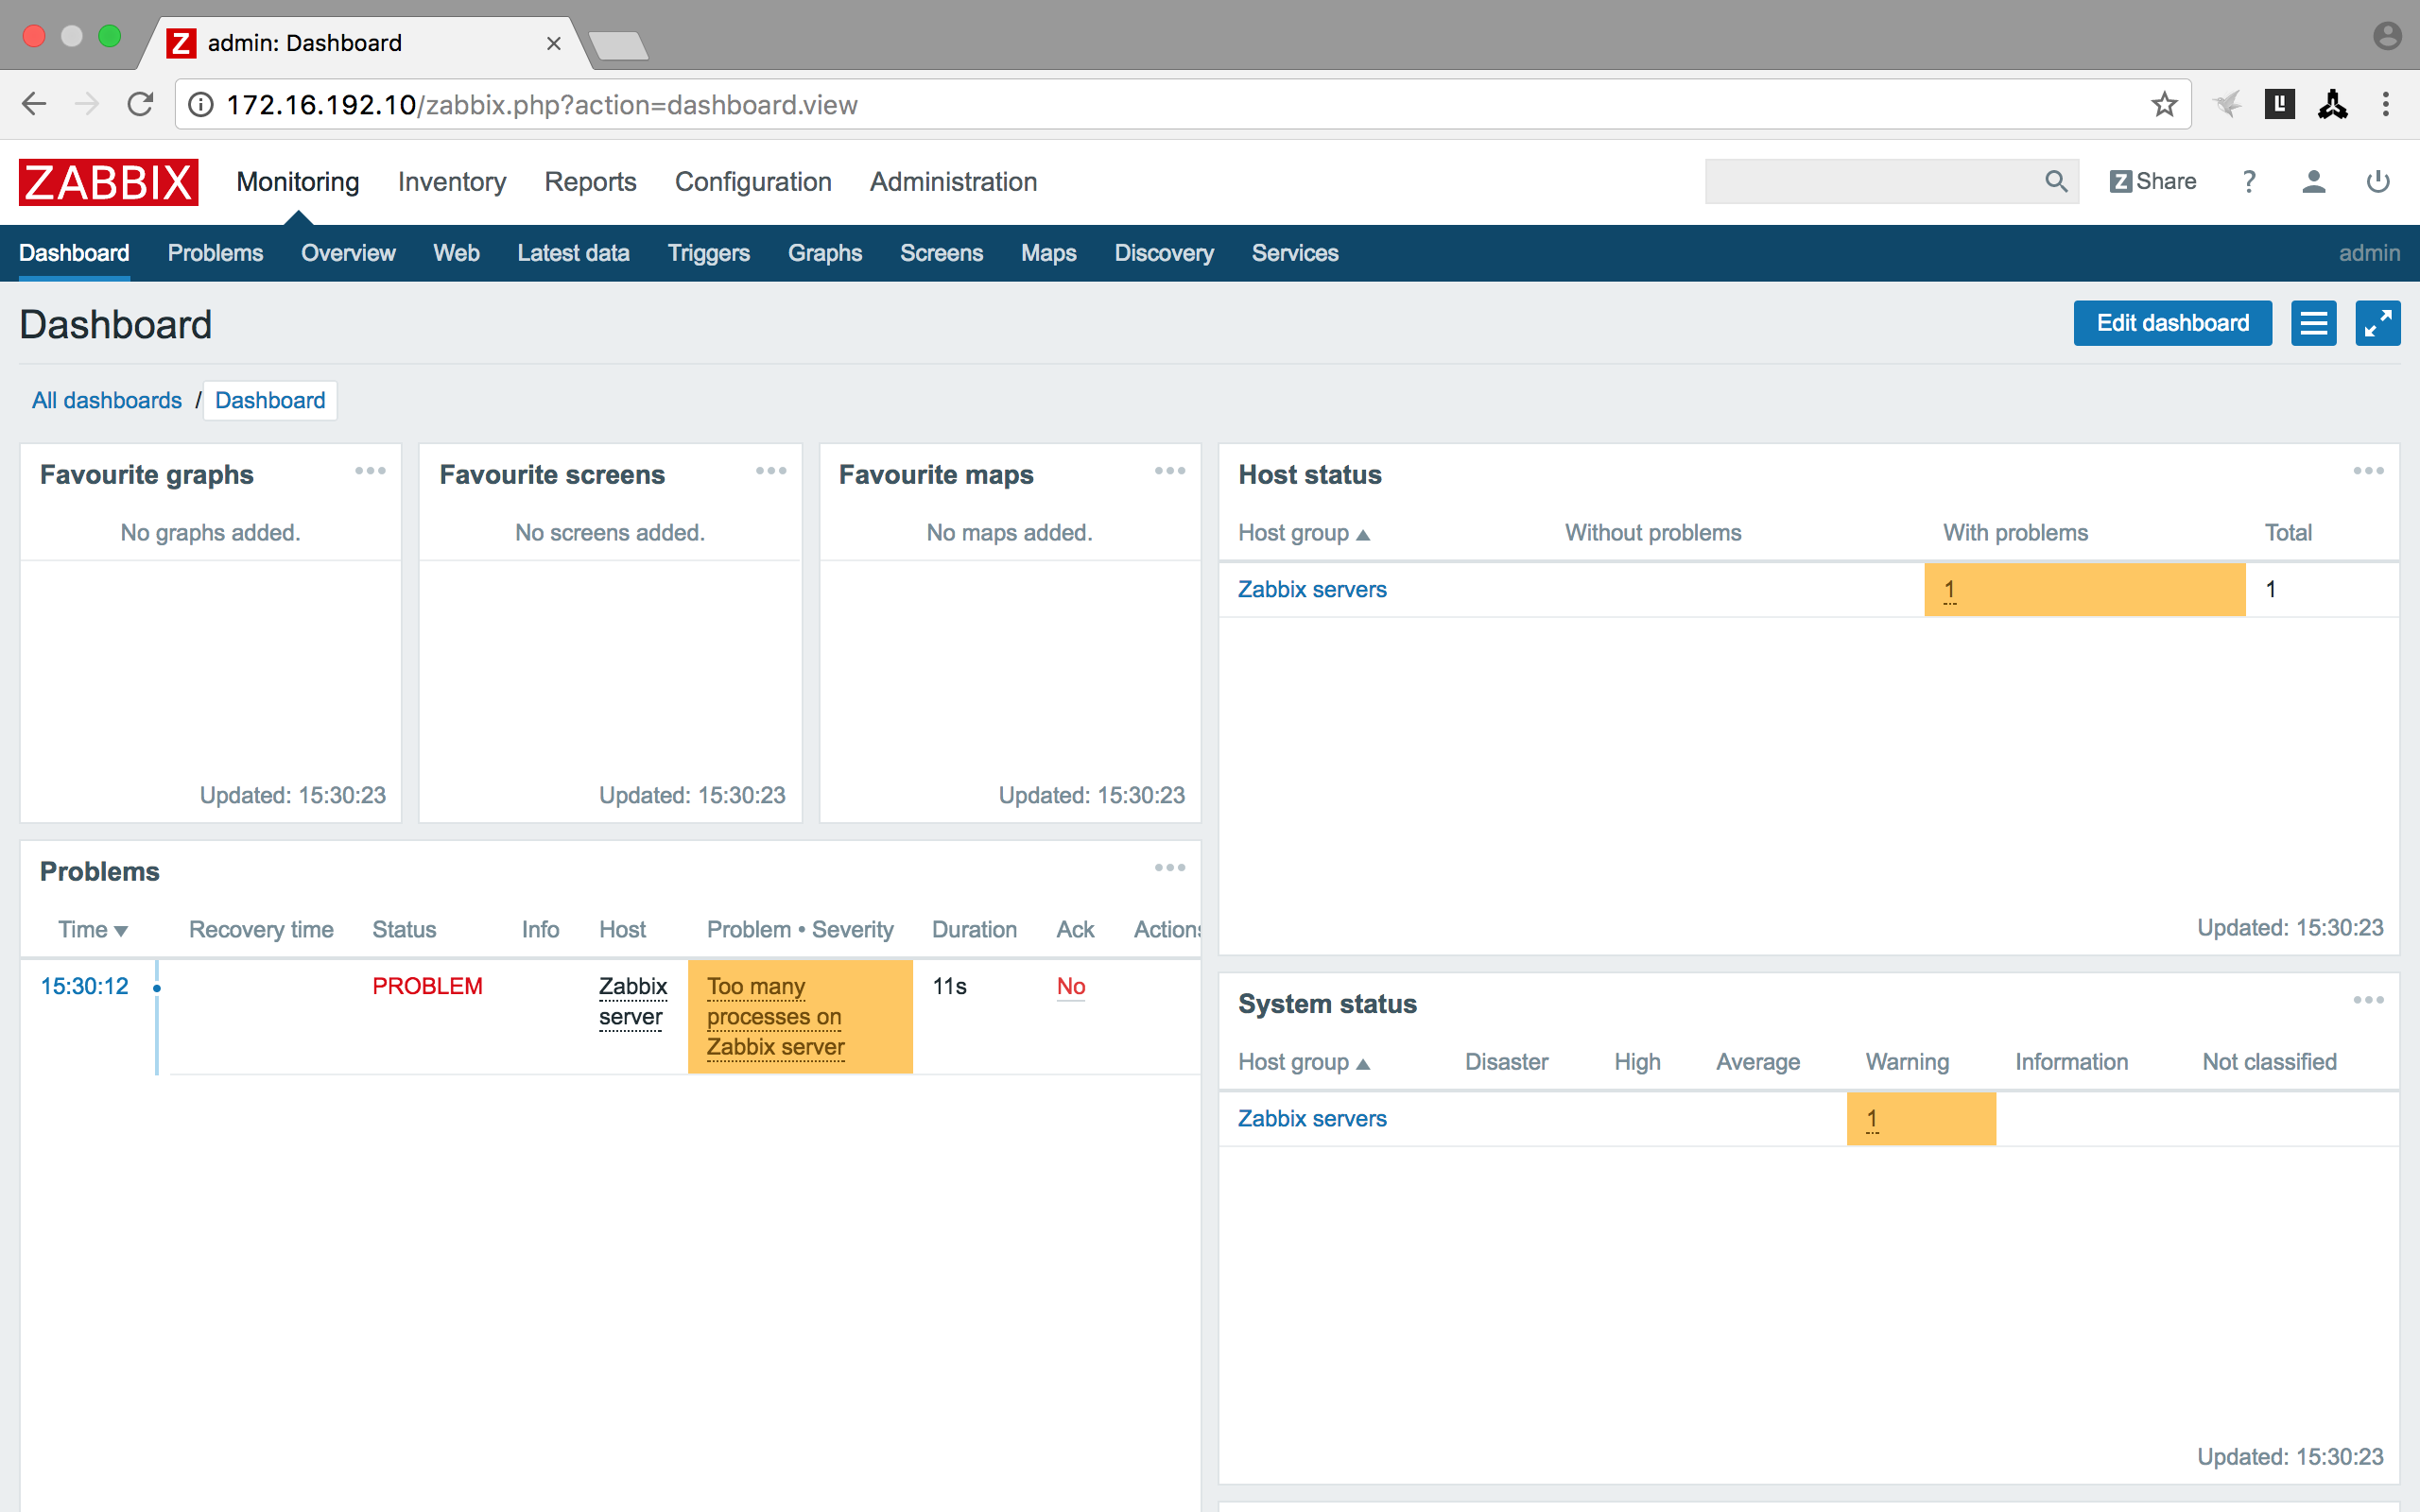 admin: Dashboard
172.16.192.10/zabbix.php?action=dashboard.view
ZABBIX Monitoring Inventory Reports Configuration Administration Z Share ?
Dashboard Problems Overview Web Latest data Triggers Graphs Screens Maps Discovery Services admin
Dashboard Edit dashboard
All dashboards / Dashboard
Favourite graphs
No graphs added.
Updated: 15:30:23
Favourite screens
No screens added.
Updated: 15:30:23
Favourite maps
No maps added.
Updated: 15:30:23
Host status
Host group Without problems With problems Total
Zabbix servers 1 1
Updated: 15:30:23
Problems
Time Recovery time Status Info Host Problem • Severity Duration Ack Actions
15:30:12 PROBLEM Zabbix Too many 11s No
server processes on
Zabbix server
System status
Host group Disaster High Average Warning Information Not classified
Zabbix servers 1
Updated: 15:30:23